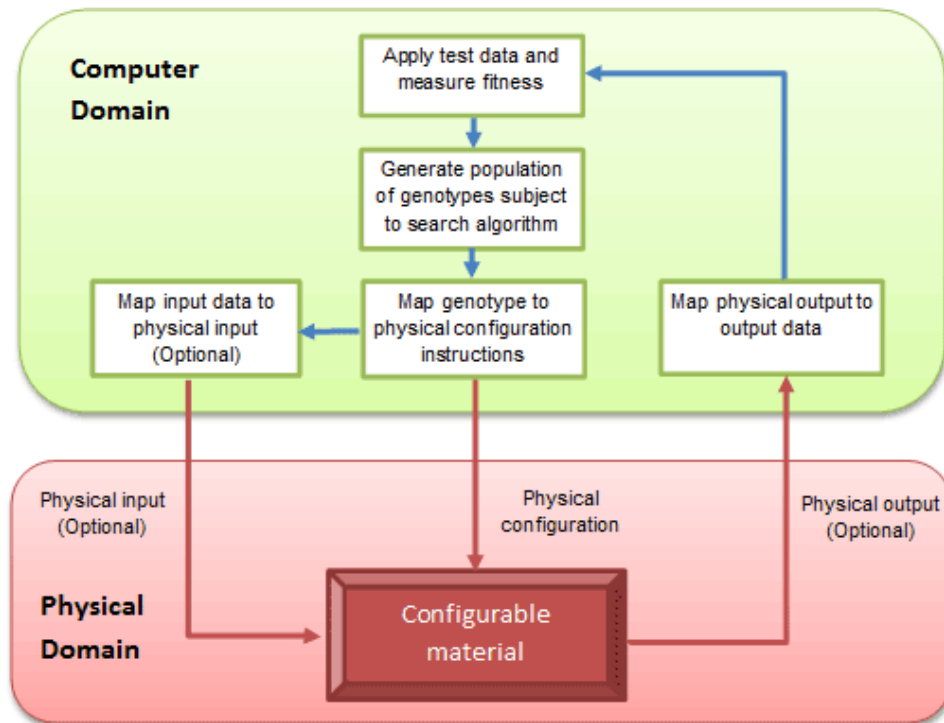 Computer
Domain
Apply test data and
measure fitness
Generate population
of genotypes subject
to search algorithm
Map input data to
physical input
(Optional)
Map genotype to
physical configuration
instructions
Map physical output to
output data
Physical input
(Optional)
Physical
configuration
Physical output
(Optional)
Physical
Domain
Configurable
material